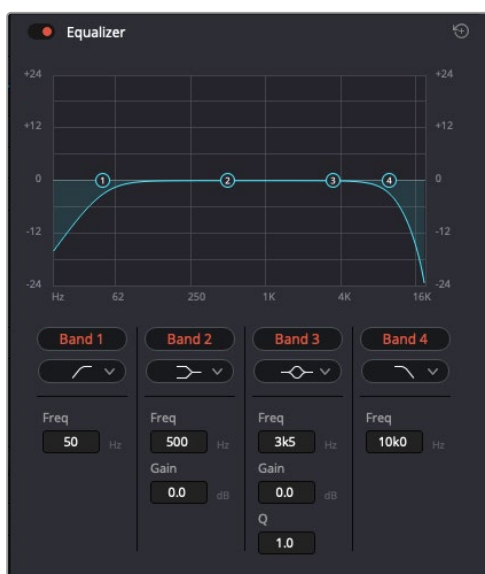 Equalizer
+24 +24
+12 +12
0 1 2 3 4 0
-12 -12
-24 -24
Hz 62 250 1K 4K 16K
Band 1 Band 2 Band 3 Band 4
Freq Freq Freq Freq
50 Hz 500 Hz 3k5 Hz 10k0 Hz
Gain Gain
0.0 dB 0.0 dB
Q
1.0